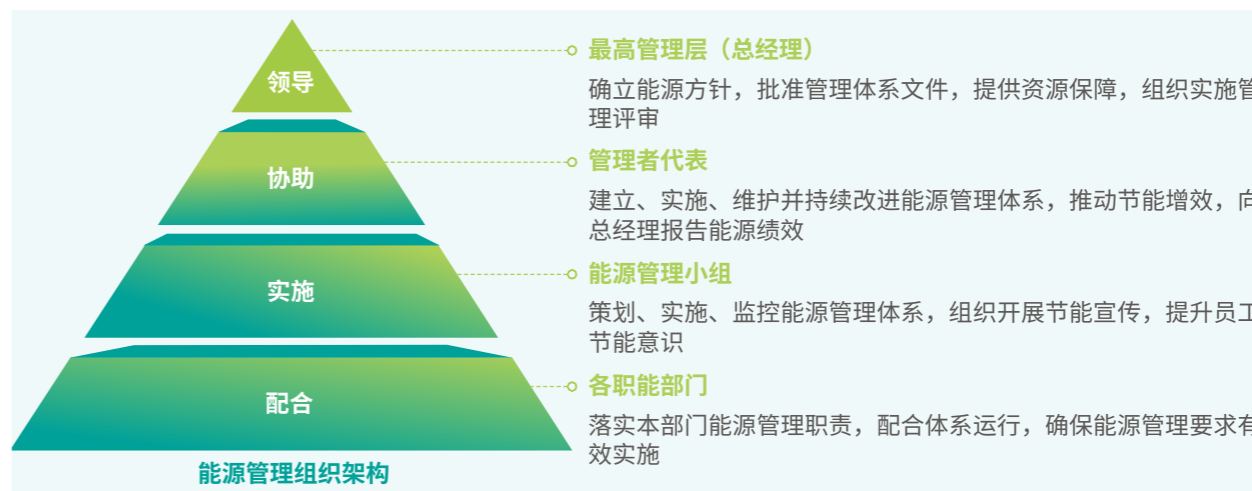 领导
最高管理层（总经理）
确立能源方针，批准管理体系文件，提供资源保障，组织实施管
理评审
协助
管理者代表
建立、实施、维护并持续改进能源管理体系，推动节能增效，向
总经理报告能源绩效
实施
能源管理小组
策划、实施、监控能源管理体系，组织开展节能宣传，提升员工
节能意识
配合
各职能部门
落实本部门能源管理职责，配合体系运行，确保能源管理要求有
效实施
能源管理组织架构